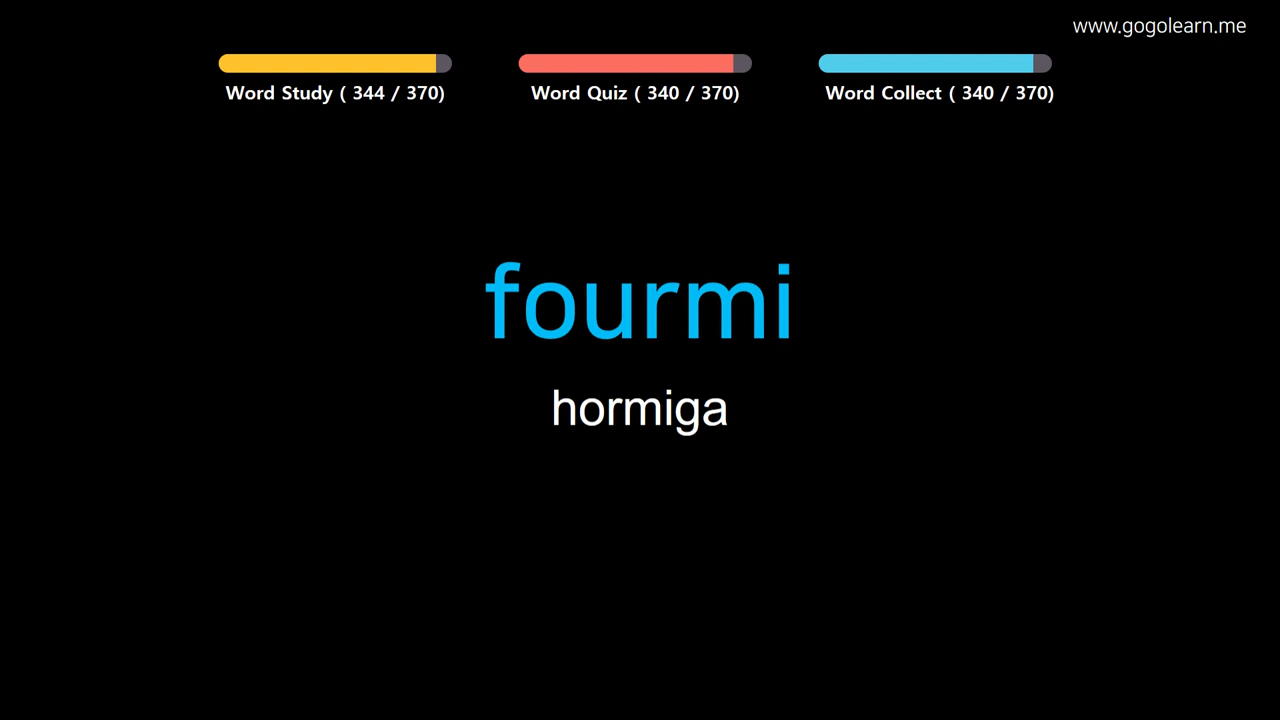 www.gogolearn.me
Word Study ( 344 / 370)
Word Quiz ( 340 / 370)
Word Collect ( 340 / 370)
fourmi
hormiga